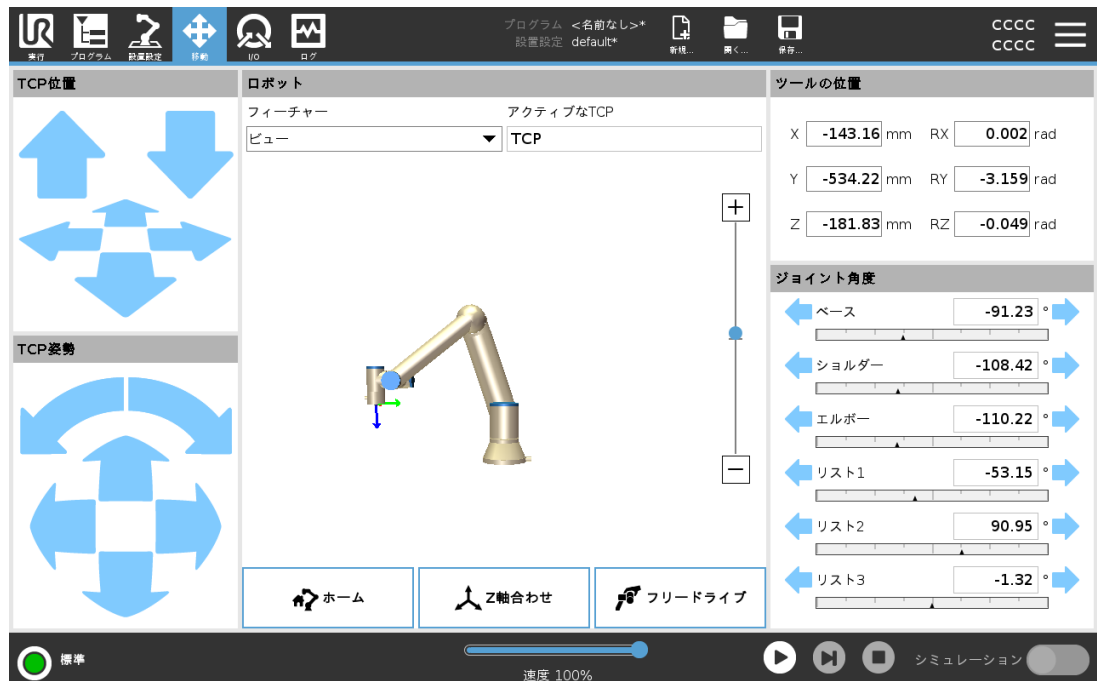 実行
プログラム
設置設定
移動
I/O
ログ
プログラム <名前なし>*
設置設定 default*
新規...
開く...
保存...
CCCC
CCCC
TCP位置
TCP姿勢
ロボット
フィーチャー
アクティブなTCP
ビュー
TCP
ホーム
Z軸合わせ
フリードライブ
ツールの位置
X -143.16 mm RX 0.002 rad
Y -534.22 mm RY -3.159 rad
Z -181.83 mm RZ -0.049 rad
ジョイント角度
ベース -91.23 °
ショルダー -108.42 °
エルボー -110.22 °
リスト1 -53.15 °
リスト2 90.95 °
リスト3 -1.32 °
標準
速度 100%
シミュレーション